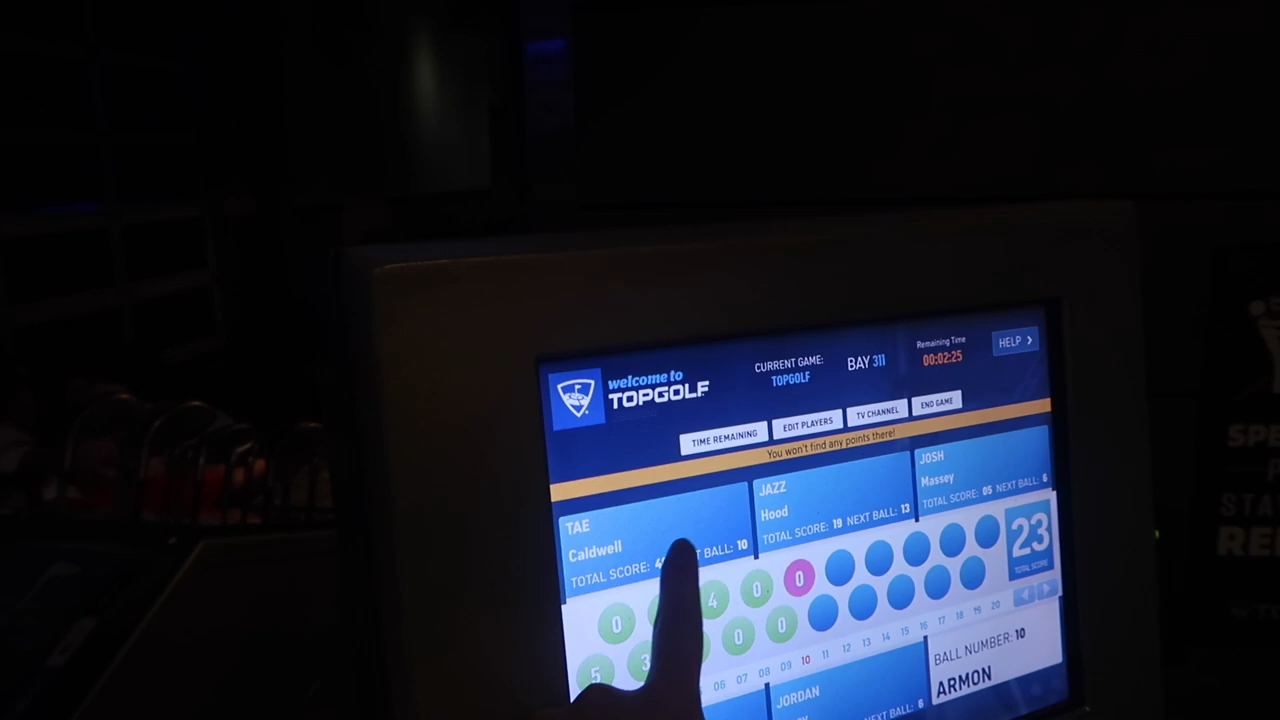 welcome to
TOPGOLF
CURRENT GAME:
TOPGOLF
BAY 311
Remaining Time
00:02:25
HELP
TIME REMAINING
EDIT PLAYERS
TV CHANNEL
END GAME
You won't find any points there!
TAE
Caldwell
TOTAL SCORE: BALL: 10
JAZZ
Hood
TOTAL SCORE: 19 NEXT BALL: 13
JOSH
Massey
TOTAL SCORE: 05 NEXT BALL: 6
0 4 0 0
5 3 0 0
23
TOTAL SCORE
06 07 08 09 10 11 12 13 14 15 16 17 18 19 20
BALL NUMBER: 10
ARMON
JORDAN
NEXT BALL: 6